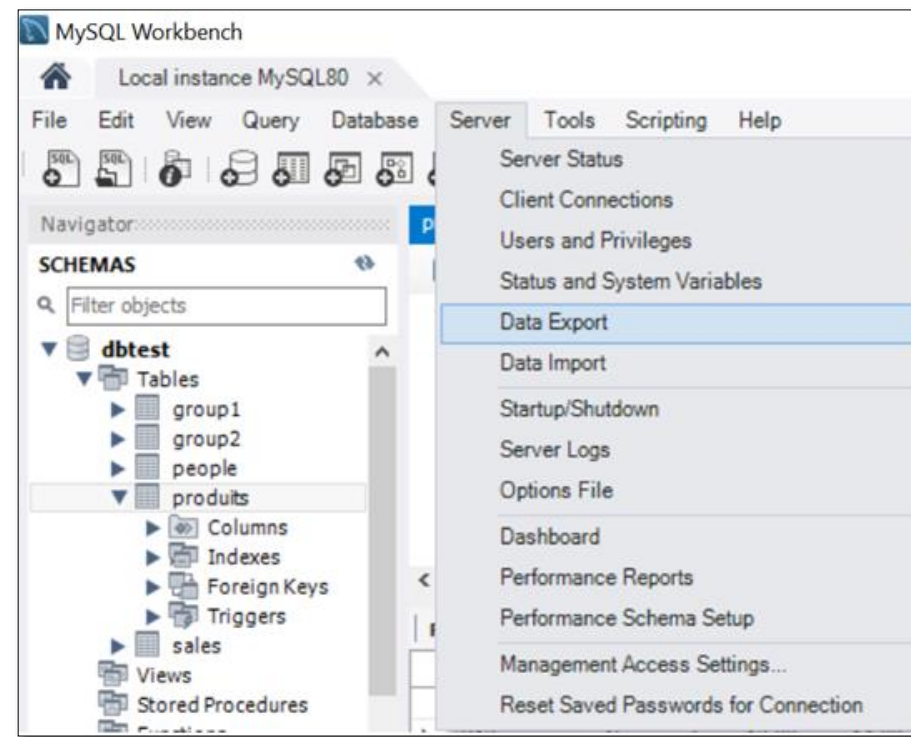 MySQL Workbench
Local instance MySQL80 ×
File Edit View Query Database Server Tools Scripting Help
SQL SQL
Navigator
SCHEMAS
Filter objects
dbtest
Tables
group1
group2
people
produits
Columns
Indexes
Foreign Keys
Triggers
sales
Views
Stored Procedures
Server Status
Client Connections
Users and Privileges
Status and System Variables
Data Export
Data Import
Startup/Shutdown
Server Logs
Options File
Dashboard
Performance Reports
Performance Schema Setup
Management Access Settings...
Reset Saved Passwords for Connection